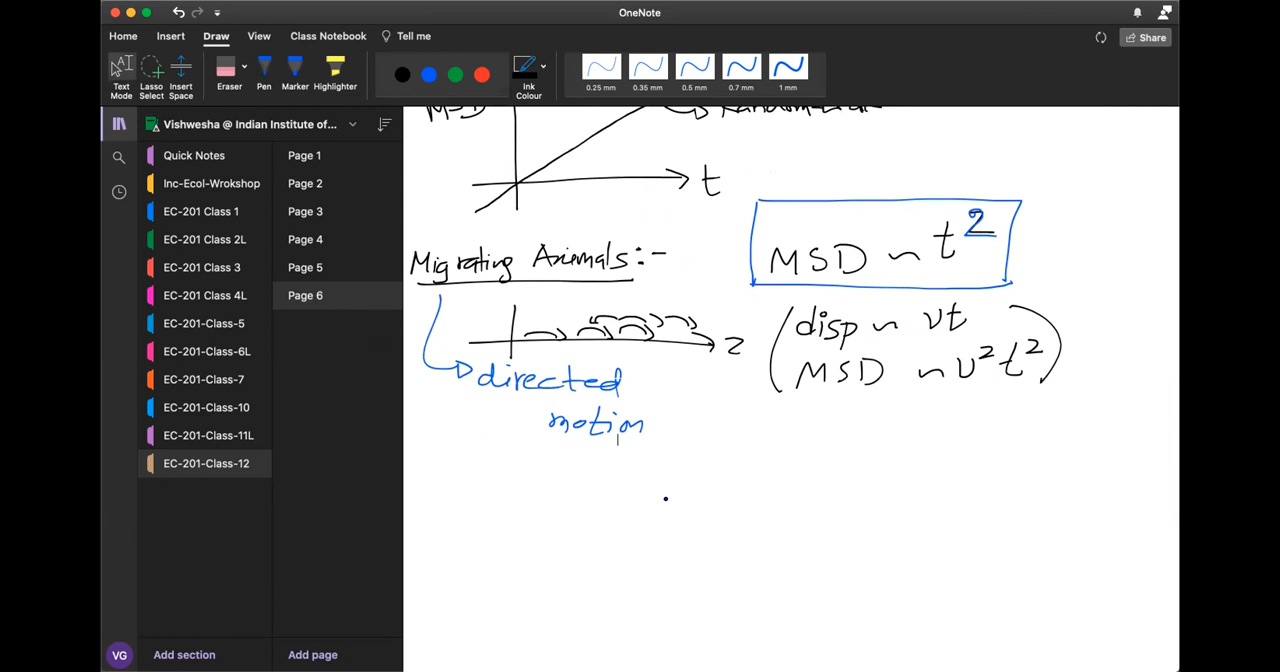 OneNote
Home Insert Draw View Class Notebook Tell me
Share
Text Mode
Lasso Select
Insert Space
Eraser
Pen
Marker
Highlighter
Ink Colour
0.25 mm
0.35 mm
0.5 mm
0.7 mm
1 mm
Vishwesha @ Indian Institute of...
Quick Notes
Inc-Ecol-Wrokshop
EC-201 Class 1
EC-201 Class 2L
EC-201 Class 3
EC-201 Class 4L
EC-201-Class-5
EC-201-Class-6L
EC-201-Class-7
EC-201-Class-10
EC-201-Class-11L
EC-201-Class-12
Page 1
Page 2
Page 3
Page 4
Page 5
Page 6
VG
Add section
Add page
MSD
t
Migrating Animals:-
MSD ~ t²
disp ~ vt
MSD ~ v²t²
directed
motion